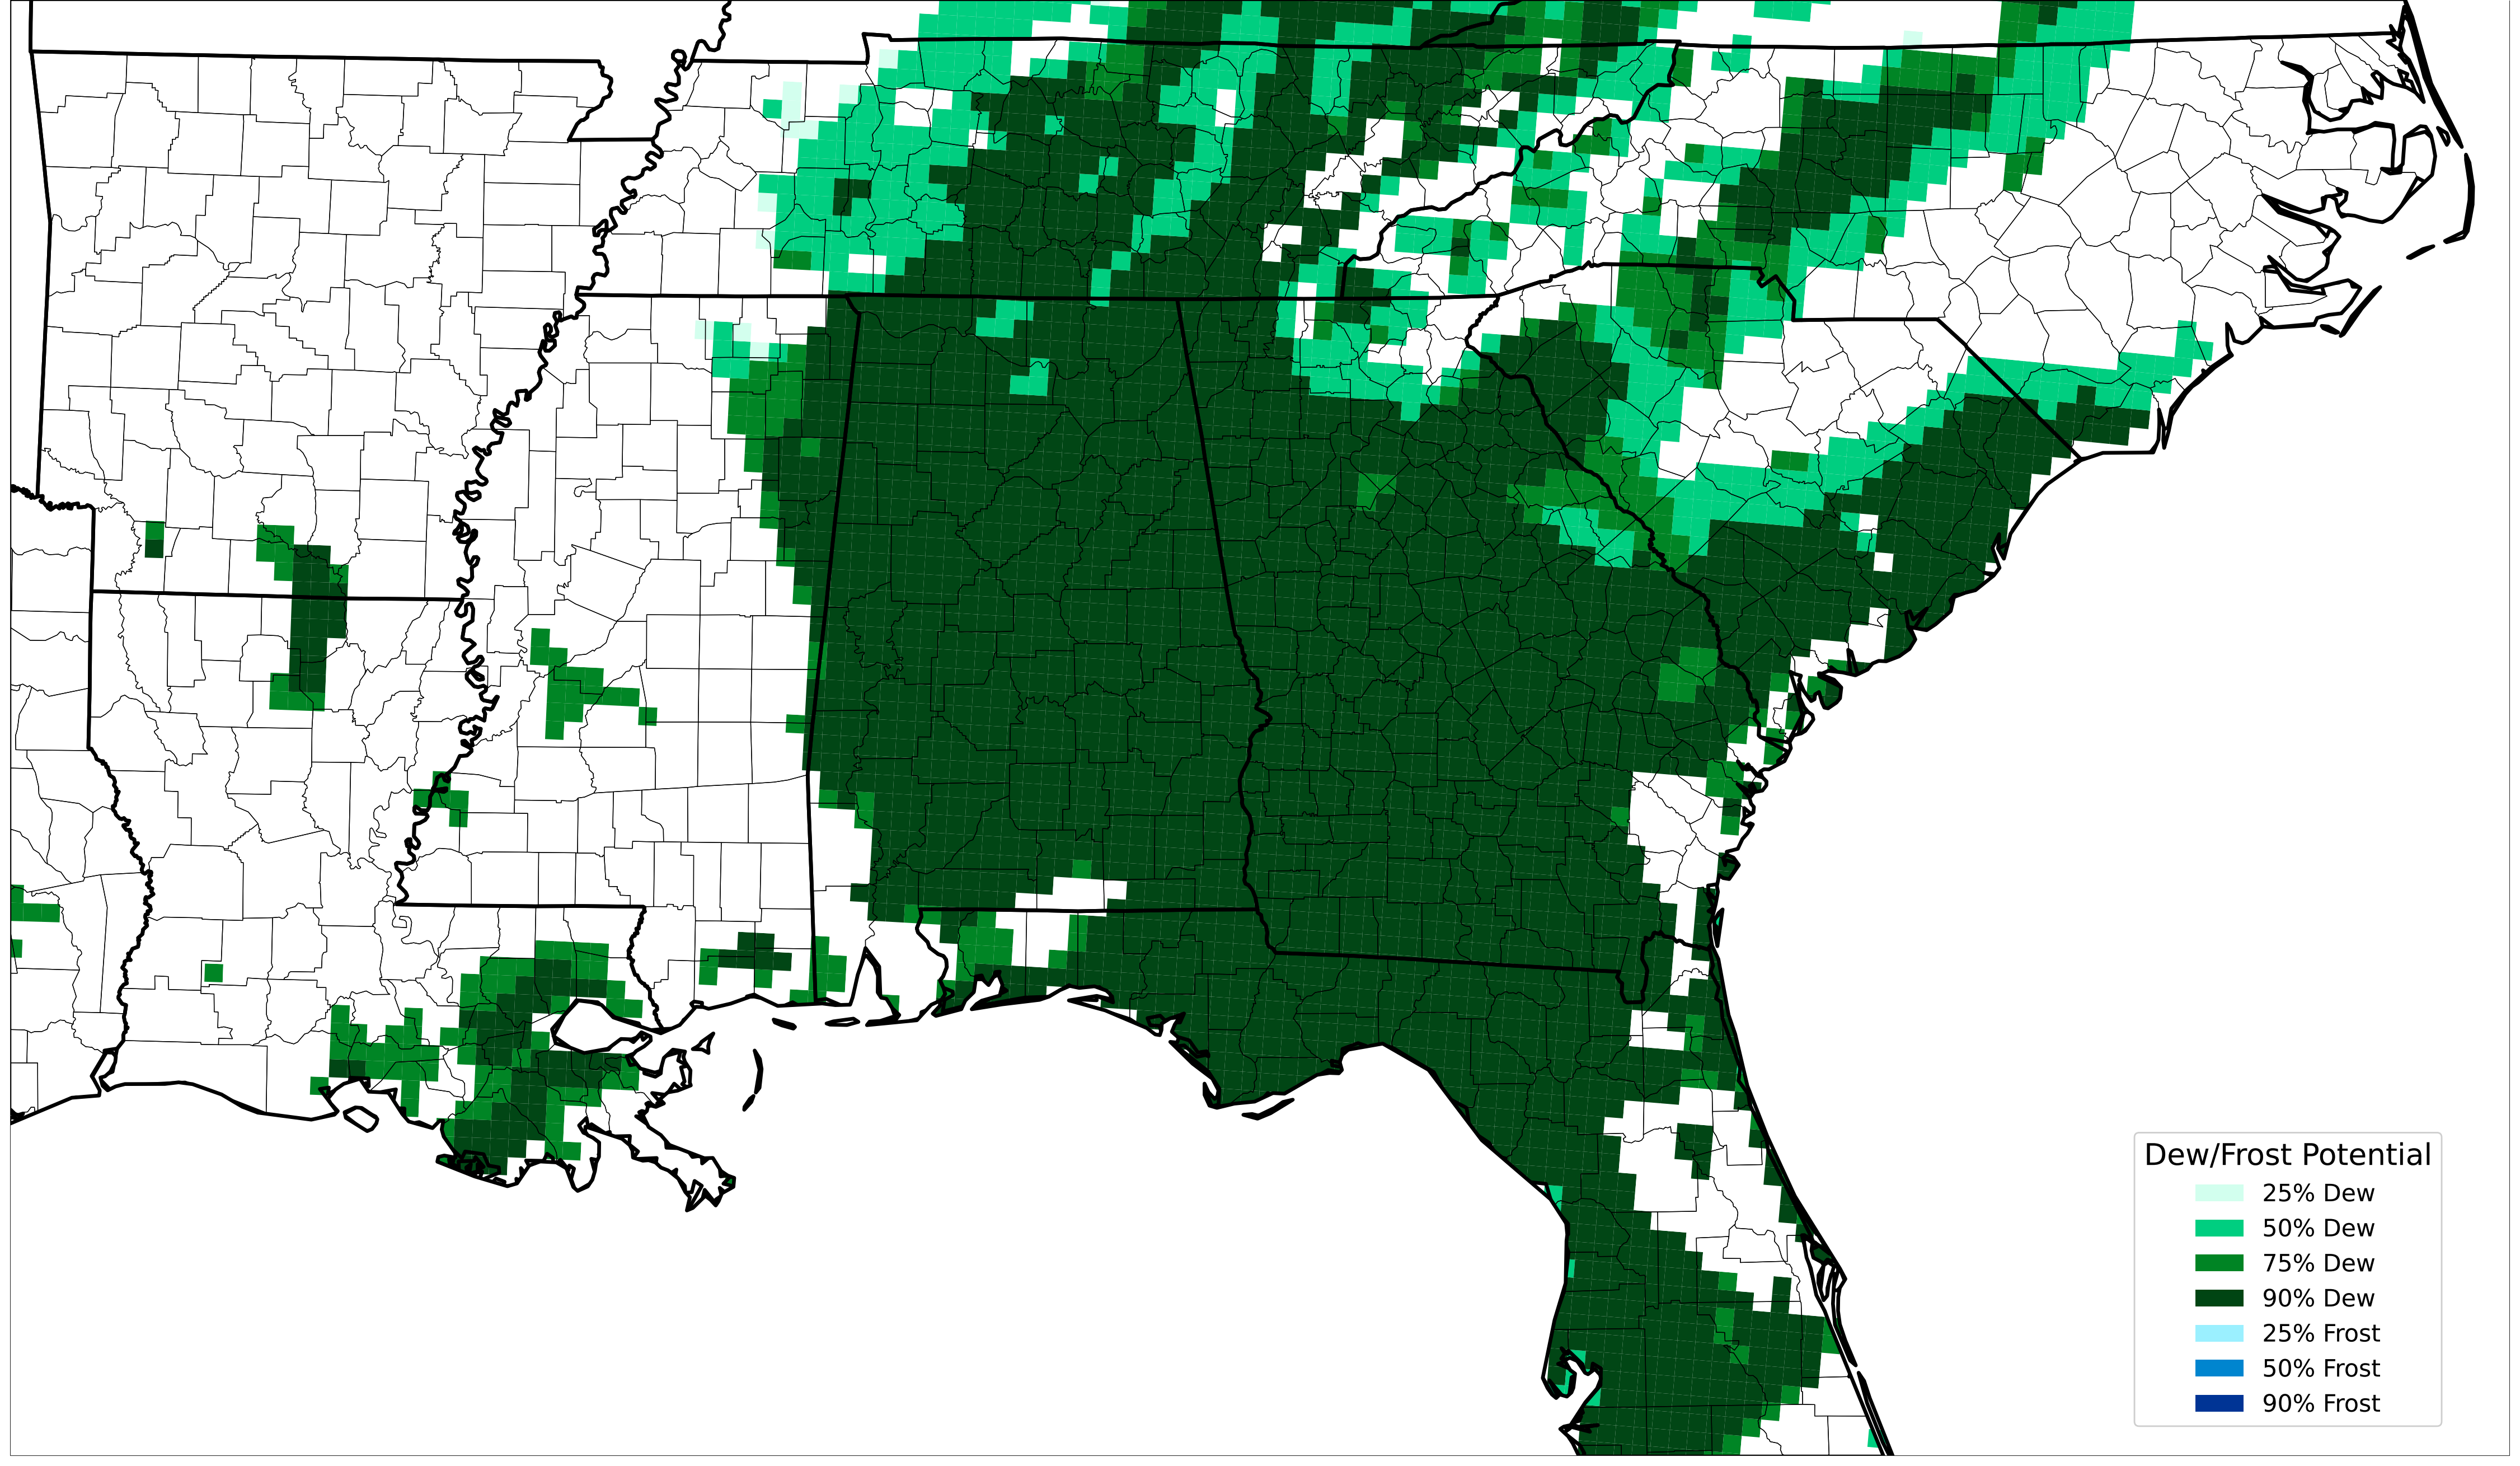 Dew/Frost Potential
25% Dew
50% Dew
75% Dew
90% Dew
25% Frost
50% Frost
90% Frost